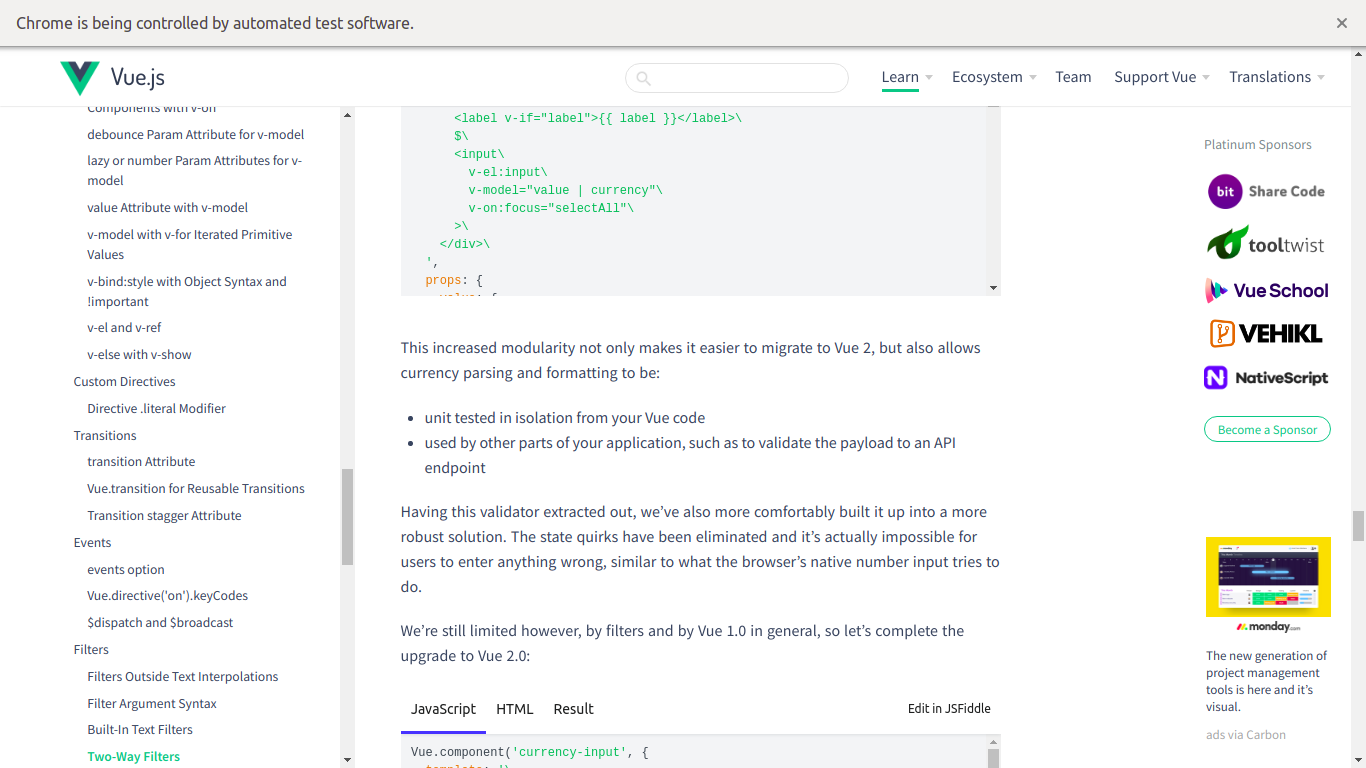 Chrome is being controlled by automated test software.
Vue.js
Learn
Ecosystem
Team
Support Vue
Translations
Components with v-on
debounce Param Attribute for v-model
lazy or number Param Attributes for v-
model
value Attribute with v-model
v-model with v-for Iterated Primitive
Values
v-bind:style with Object Syntax and
!important
v-el and v-ref
v-else with v-show
Custom Directives
Directive .literal Modifier
Transitions
transition Attribute
Vue.transition for Reusable Transitions
Transition stagger Attribute
Events
events option
Vue.directive('on').keyCodes
$dispatch and $broadcast
Filters
Filters Outside Text Interpolations
Filter Argument Syntax
Built-In Text Filters
Two-Way Filters
<label v-if="label">{{ label }}</label>\
$\
<input\
v-el:input\
v-model="value | currency"\
v-on:focus="selectAll"\
>\
</div>\
',
props: {
value: {
This increased modularity not only makes it easier to migrate to Vue 2, but also allows
currency parsing and formatting to be:
• unit tested in isolation from your Vue code
• used by other parts of your application, such as to validate the payload to an API
endpoint
Having this validator extracted out, we’ve also more comfortably built it up into a more
robust solution. The state quirks have been eliminated and it’s actually impossible for
users to enter anything wrong, similar to what the browser’s native number input tries to
do.
We’re still limited however, by filters and by Vue 1.0 in general, so let’s complete the
upgrade to Vue 2.0:
JavaScript
HTML
Result
Edit in JSFiddle
Vue.component('currency-input', {
template: '\
Platinum Sponsors
bit Share Code
tooltwist
Vue School
VEHIKL
NativeScript
Become a Sponsor
monday.com
The new generation of
project management
tools is here and it’s
visual.
ads via Carbon